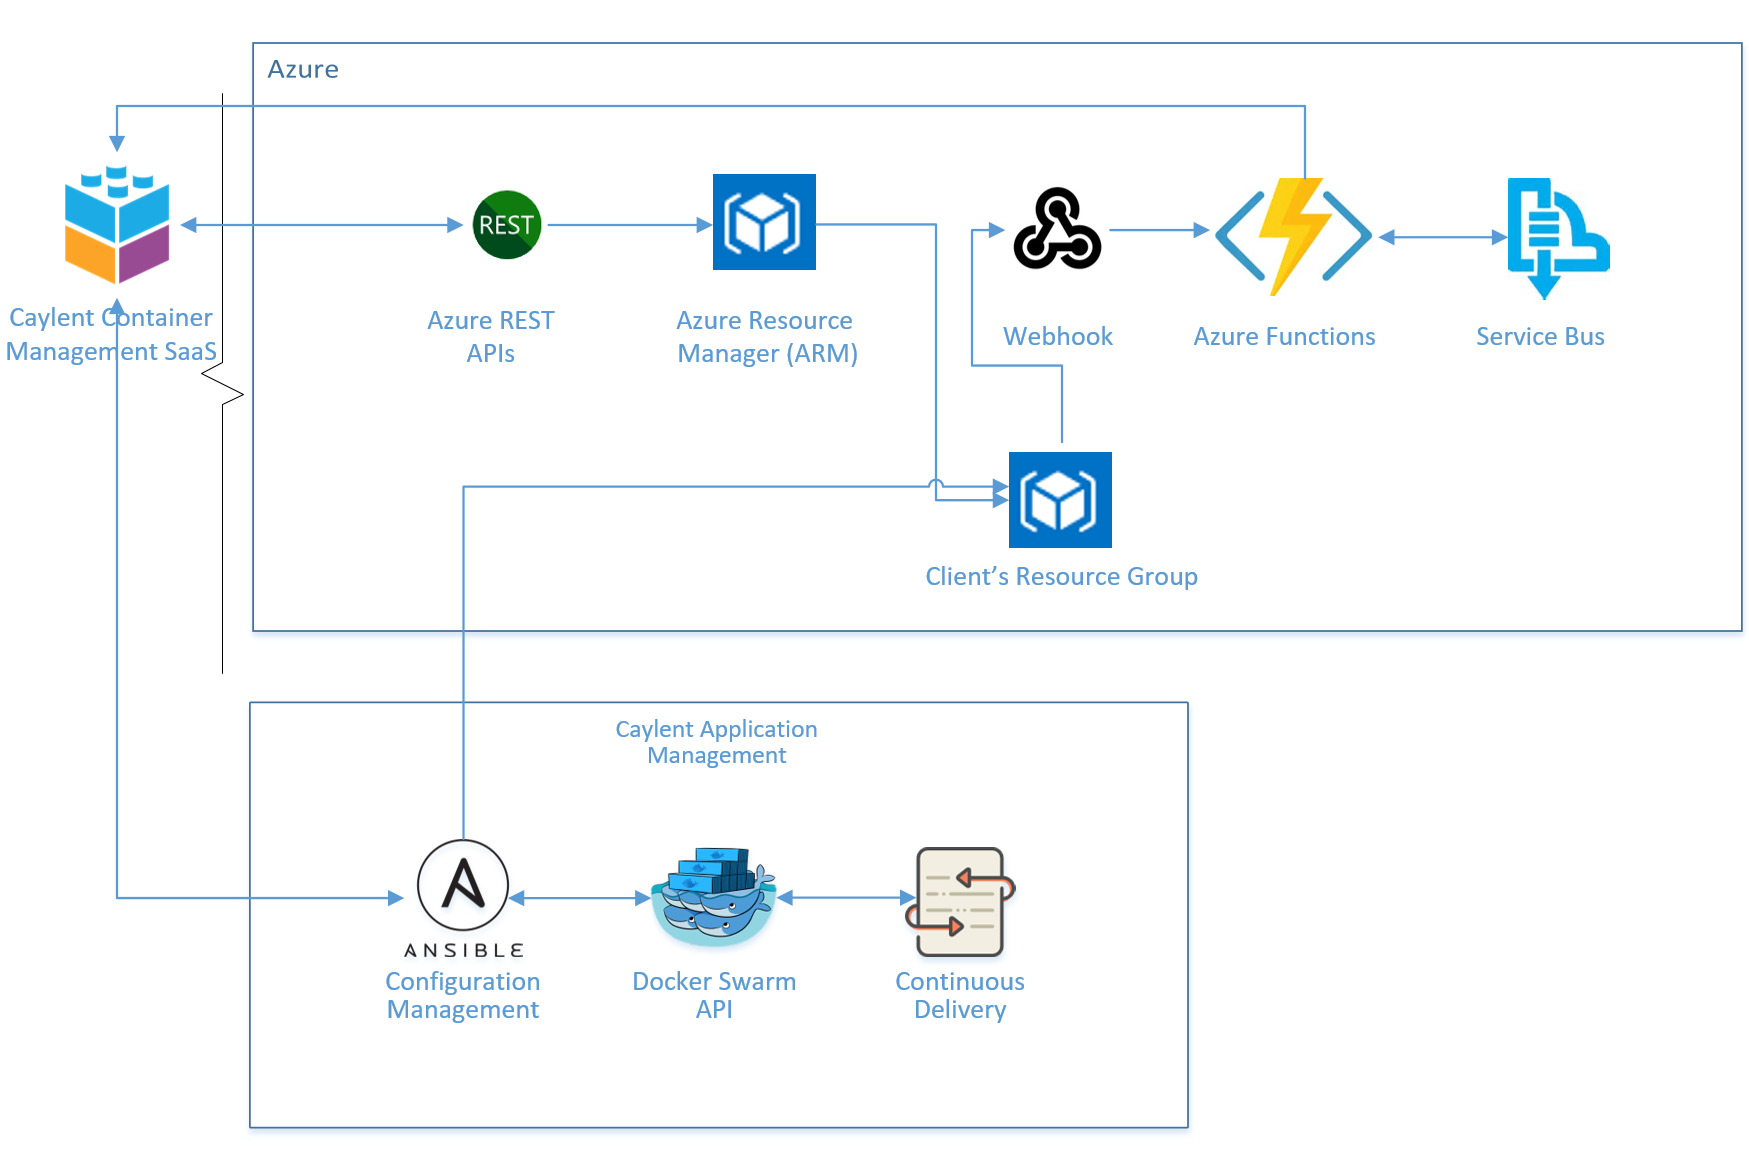 Azure
REST
Caylent Container
Management SaaS
Azure REST
APIs
Azure Resource
Manager (ARM)
Webhook
Azure Functions
Service Bus
Client's Resource Group
Caylent Application
Management
ANSIBLE
Configuration
Management
Docker Swarm
API
Continuous
Delivery